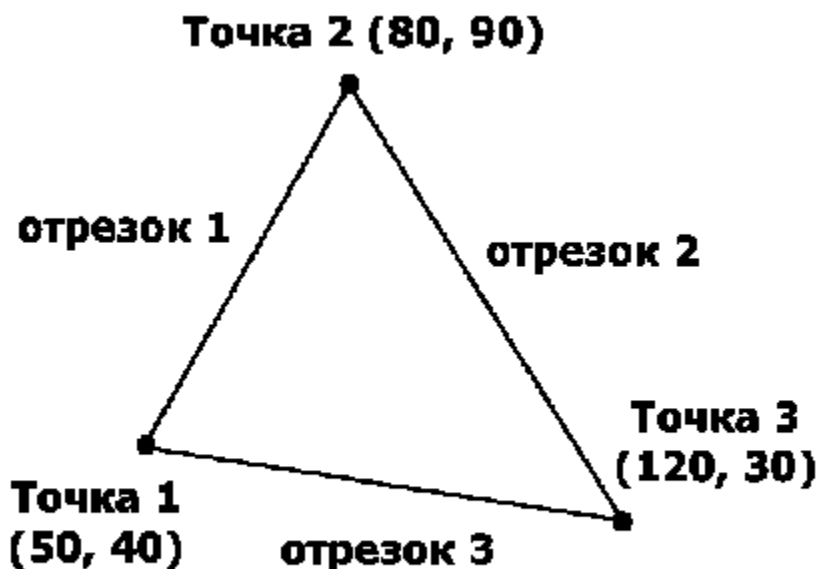 Точка 2 (80, 90)
отрезок 1
отрезок 2
Точка 3
(120, 30)
Точка 1
(50, 40)
отрезок 3